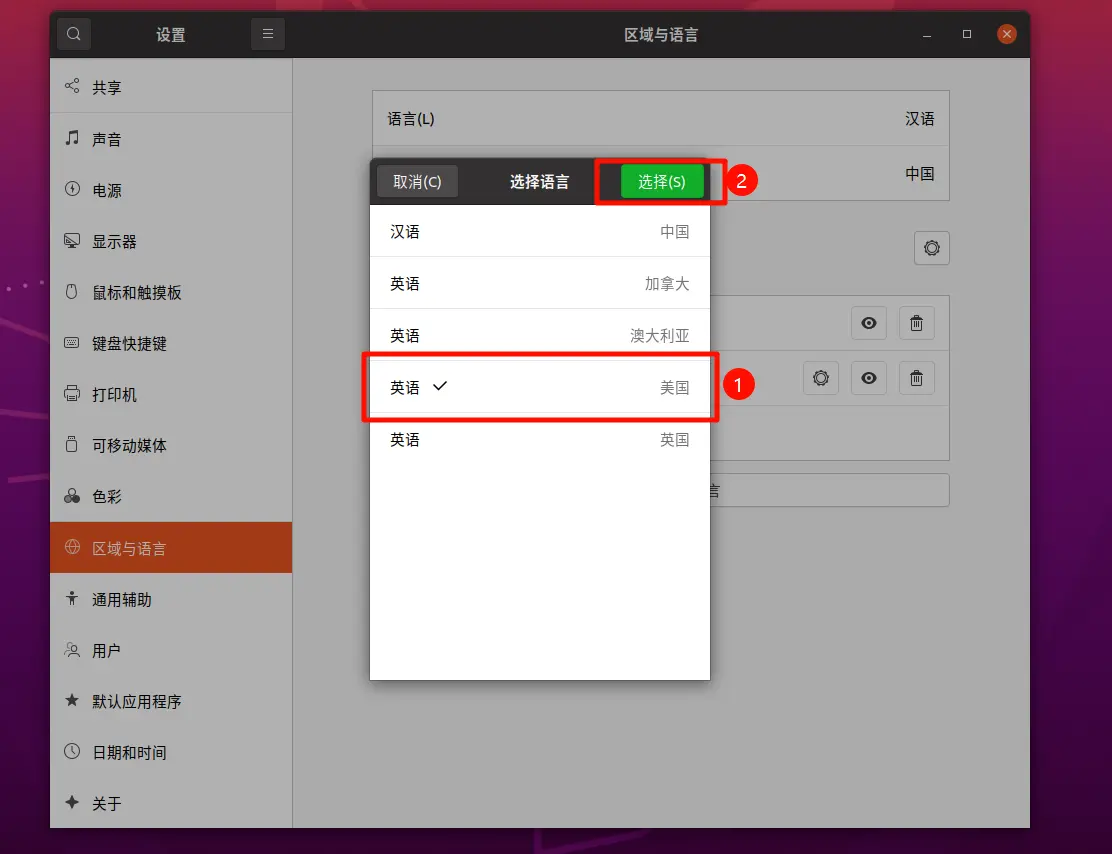 设置
区域与语言
共享
声音
电源
显示器
鼠标和触摸板
键盘快捷键
打印机
可移动媒体
色彩
区域与语言
通用辅助
用户
默认应用程序
日期和时间
关于
语言(L) 汉语
中国
取消(C) 选择语言 选择(S) 2
汉语 中国
英语 加拿大
英语 澳大利亚
英语 美国 1
英语 英国
言